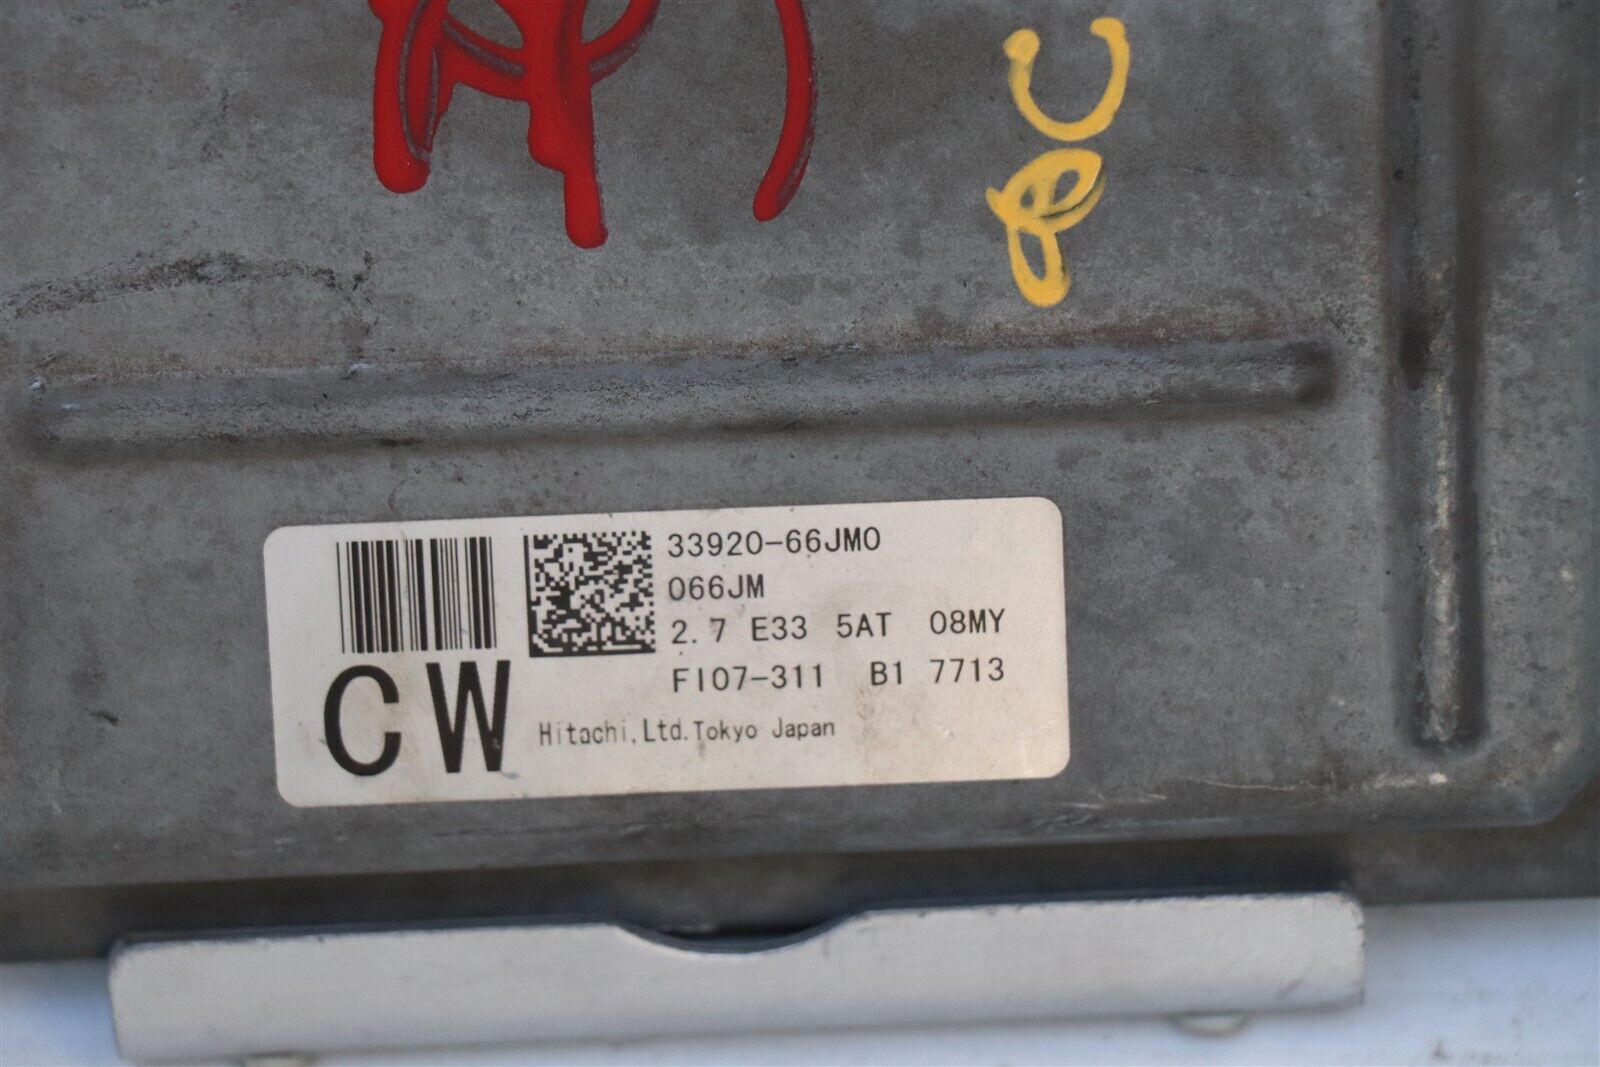 33920-66JM0
066JM
2.7 E33 5AT 08MY
FI07-311 B1 7713
CW
Hitachi, Ltd. Tokyo Japan